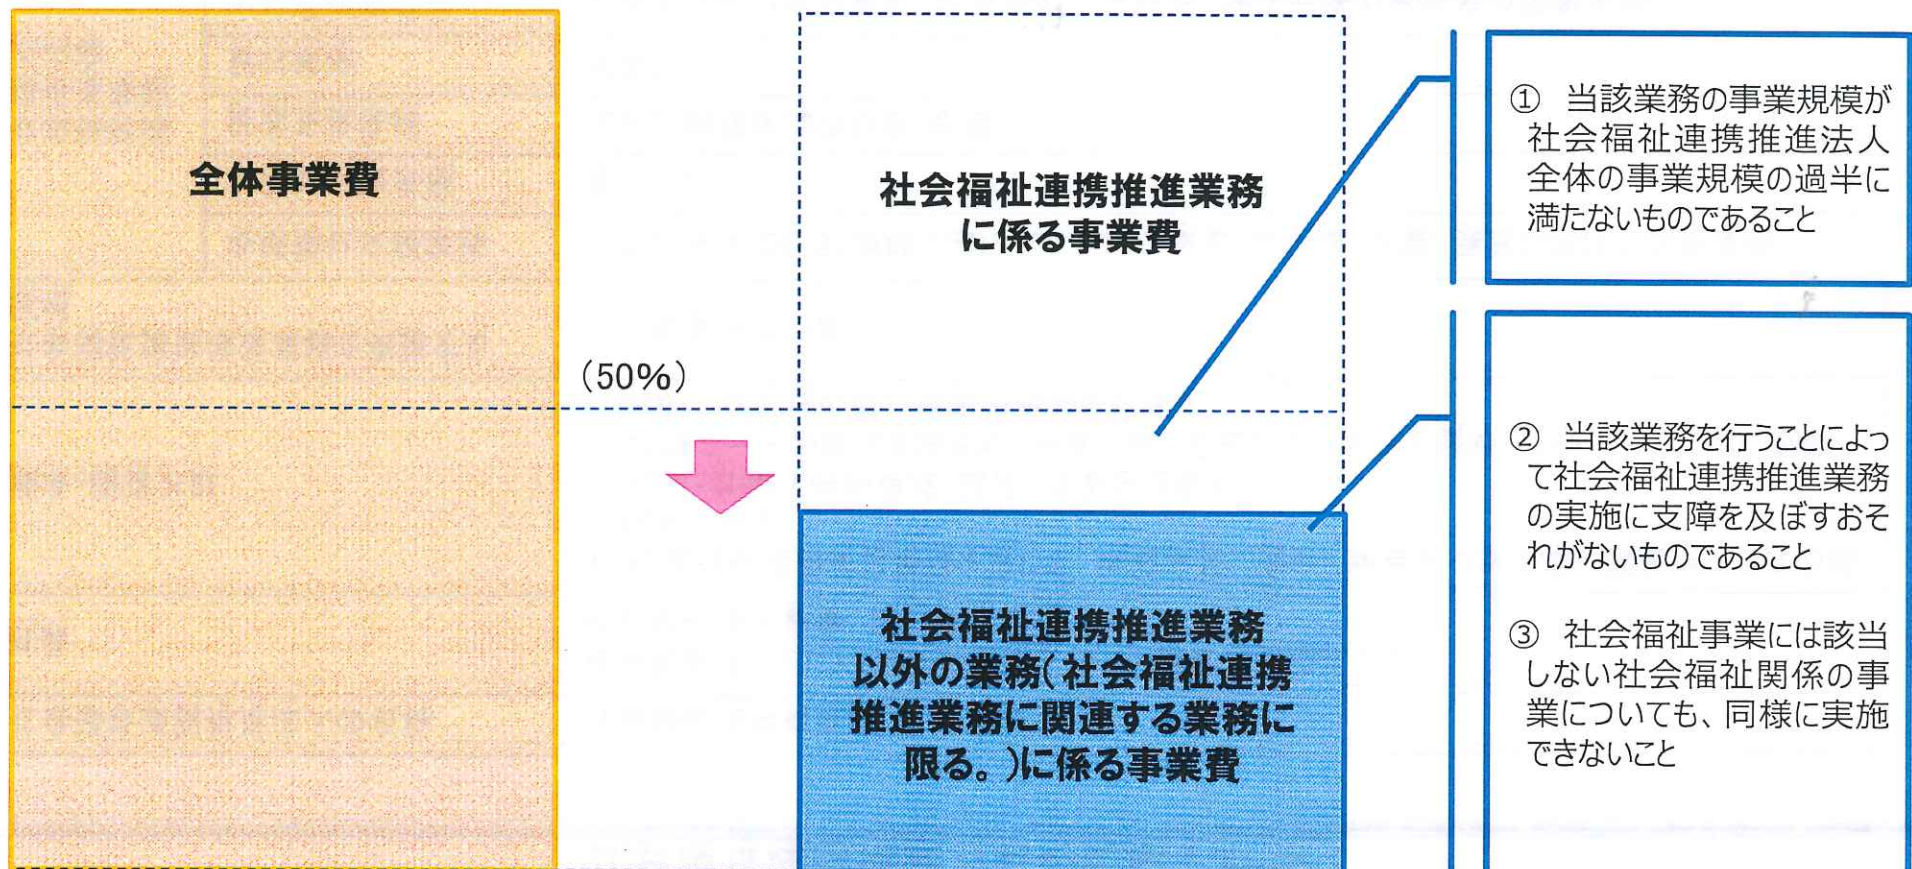 全体事業費
(50%)
社会福祉連携推進業務
に係る事業費
社会福祉連携推進業務
以外の業務(社会福祉連携
推進業務に関連する業務に
限る。)に係る事業費
① 当該業務の事業規模が
社会福祉連携推進法人
全体の事業規模の過半に
満たないものであること
② 当該業務を行うことによっ
て社会福祉連携推進業務
の実施に支障を及ぼすおそ
れがないものであること
③ 社会福祉事業には該当
しない社会福祉関係の事
業についても、同様に実施
できないこと